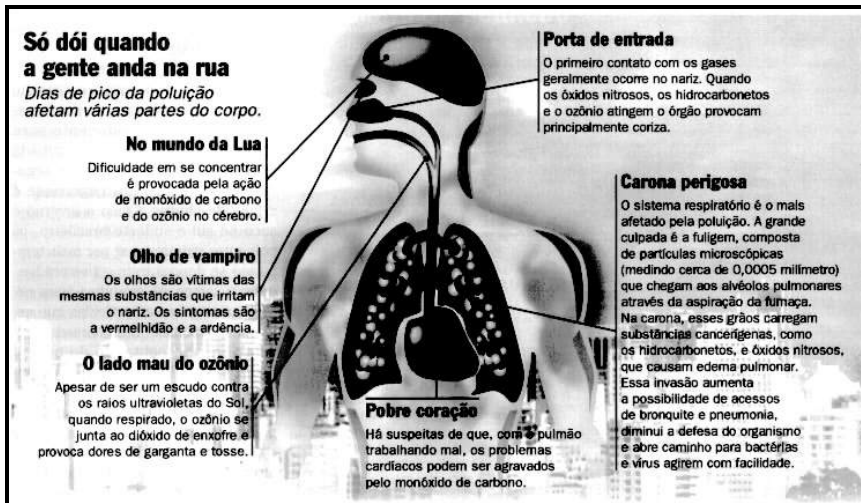 Só dói quando
a gente anda na rua
Dias de pico da poluição
afetam várias partes do corpo.
No mundo da Lua
Dificuldade em se concentrar
é provocada pela ação
de monóxido de carbono
e do ozônio no cérebro.
Olho de vampiro
Os olhos são vítimas das
mesmas substâncias que irritam
o nariz. Os sintomas são
a vermelhidão e a ardência.
O lado mau do ozônio
Apesar de ser um escudo contra
os raios ultravioletas do Sol,
quando respirado, o ozônio se
junta ao dióxido de enxofre e
provoca dores de garganta e tosse.
Pobre coração
Há suspeitas de que, com o pulmão
trabalhando mal, os problemas
cardíacos podem ser agravados
pelo monóxido de carbono.
Porta de entrada
O primeiro contato com os gases
geralmente ocorre no nariz. Quando
os óxidos nitrosos, os hidrocarbonetos
e o ozônio atingem o órgão provocam
principalmente coriza.
Carona perigosa
O sistema respiratório é o mais
afetado pela poluição. A grande
culpada é a fuligem, composta
de partículas microscópicas
(medindo cerca de 0,0005 milímetro)
que chegam aos alvéolos pulmonares
através da aspiração da fumaça.
Na carona, esses grãos carregam
substâncias cancerígenas, como
os hidrocarbonetos, e óxidos nitrosos,
que causam edema pulmonar.
Essa invasão aumenta
a possibilidade de acessos
de bronquite e pneumonia,
diminui a defesa do organismo
e abre caminho para bactérias
e vírus agirem com facilidade.